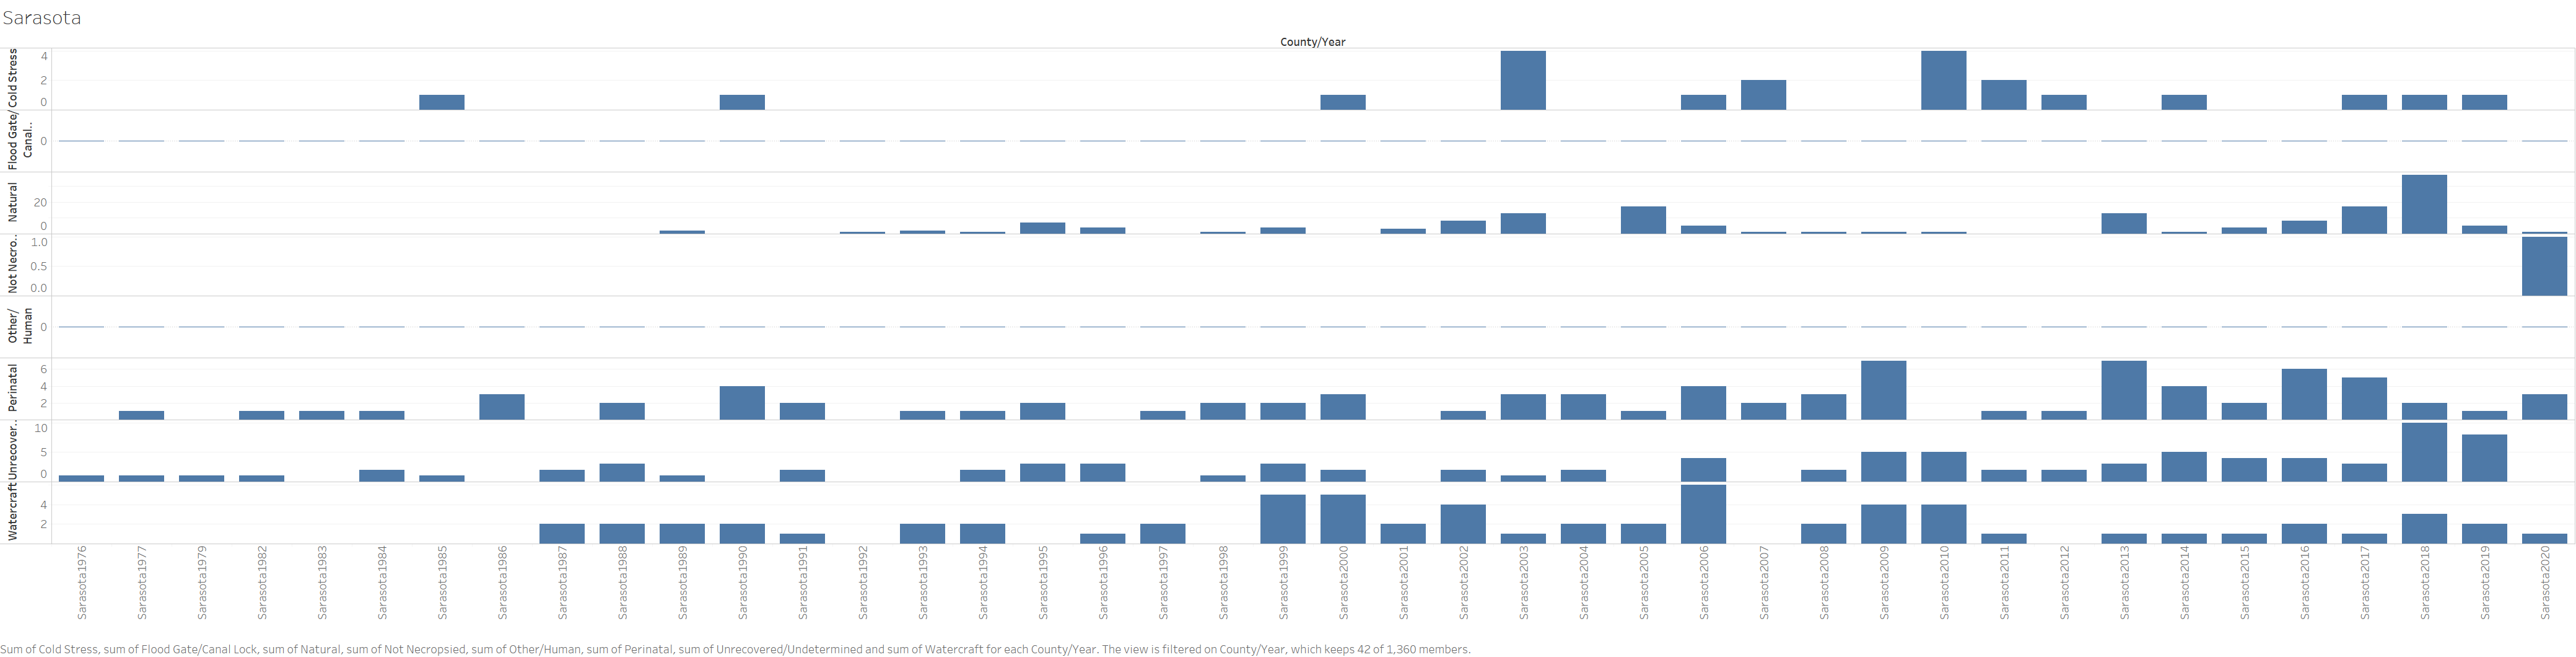 Sarasota
County/Year
Cold Stress
4
2
0
Flood Gate/
Canal..
0
Natural
20
0
Not Necro..
1.0
0.5
0.0
Other/
Human
0
Perinatal
6
4
2
Unrecover..
10
5
0
Watercraft
4
2
Sarasota1976
Sarasota1977
Sarasota1979
Sarasota1982
Sarasota1983
Sarasota1984
Sarasota1985
Sarasota1986
Sarasota1987
Sarasota1988
Sarasota1989
Sarasota1990
Sarasota1991
Sarasota1992
Sarasota1993
Sarasota1994
Sarasota1995
Sarasota1996
Sarasota1997
Sarasota1998
Sarasota1999
Sarasota2000
Sarasota2001
Sarasota2002
Sarasota2003
Sarasota2004
Sarasota2005
Sarasota2006
Sarasota2007
Sarasota2008
Sarasota2009
Sarasota2010
Sarasota2011
Sarasota2012
Sarasota2013
Sarasota2014
Sarasota2015
Sarasota2016
Sarasota2017
Sarasota2018
Sarasota2019
Sarasota2020
Sum of Cold Stress, sum of Flood Gate/Canal Lock, sum of Natural, sum of Not Necropsied, sum of Other/Human, sum of Perinatal, sum of Unrecovered/Undetermined and sum of Watercraft for each County/Year. The view is filtered on County/Year, which keeps 42 of 1,360 members.